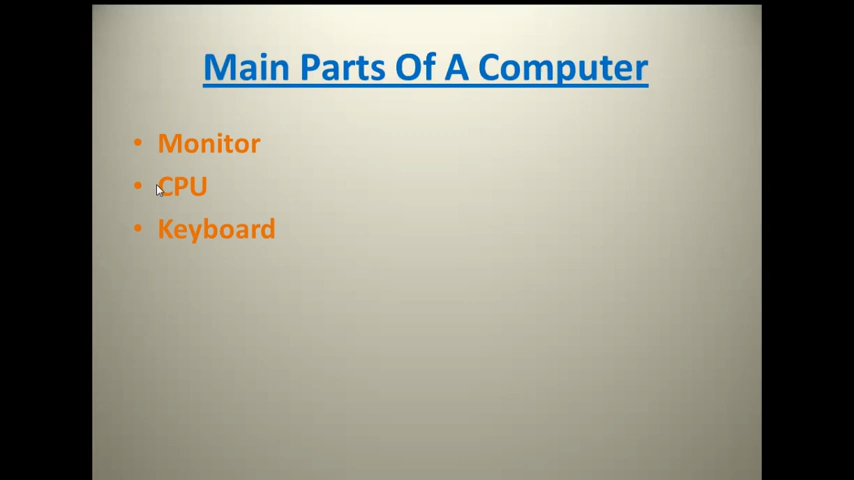 Main Parts Of A Computer
• Monitor
• CPU
• Keyboard